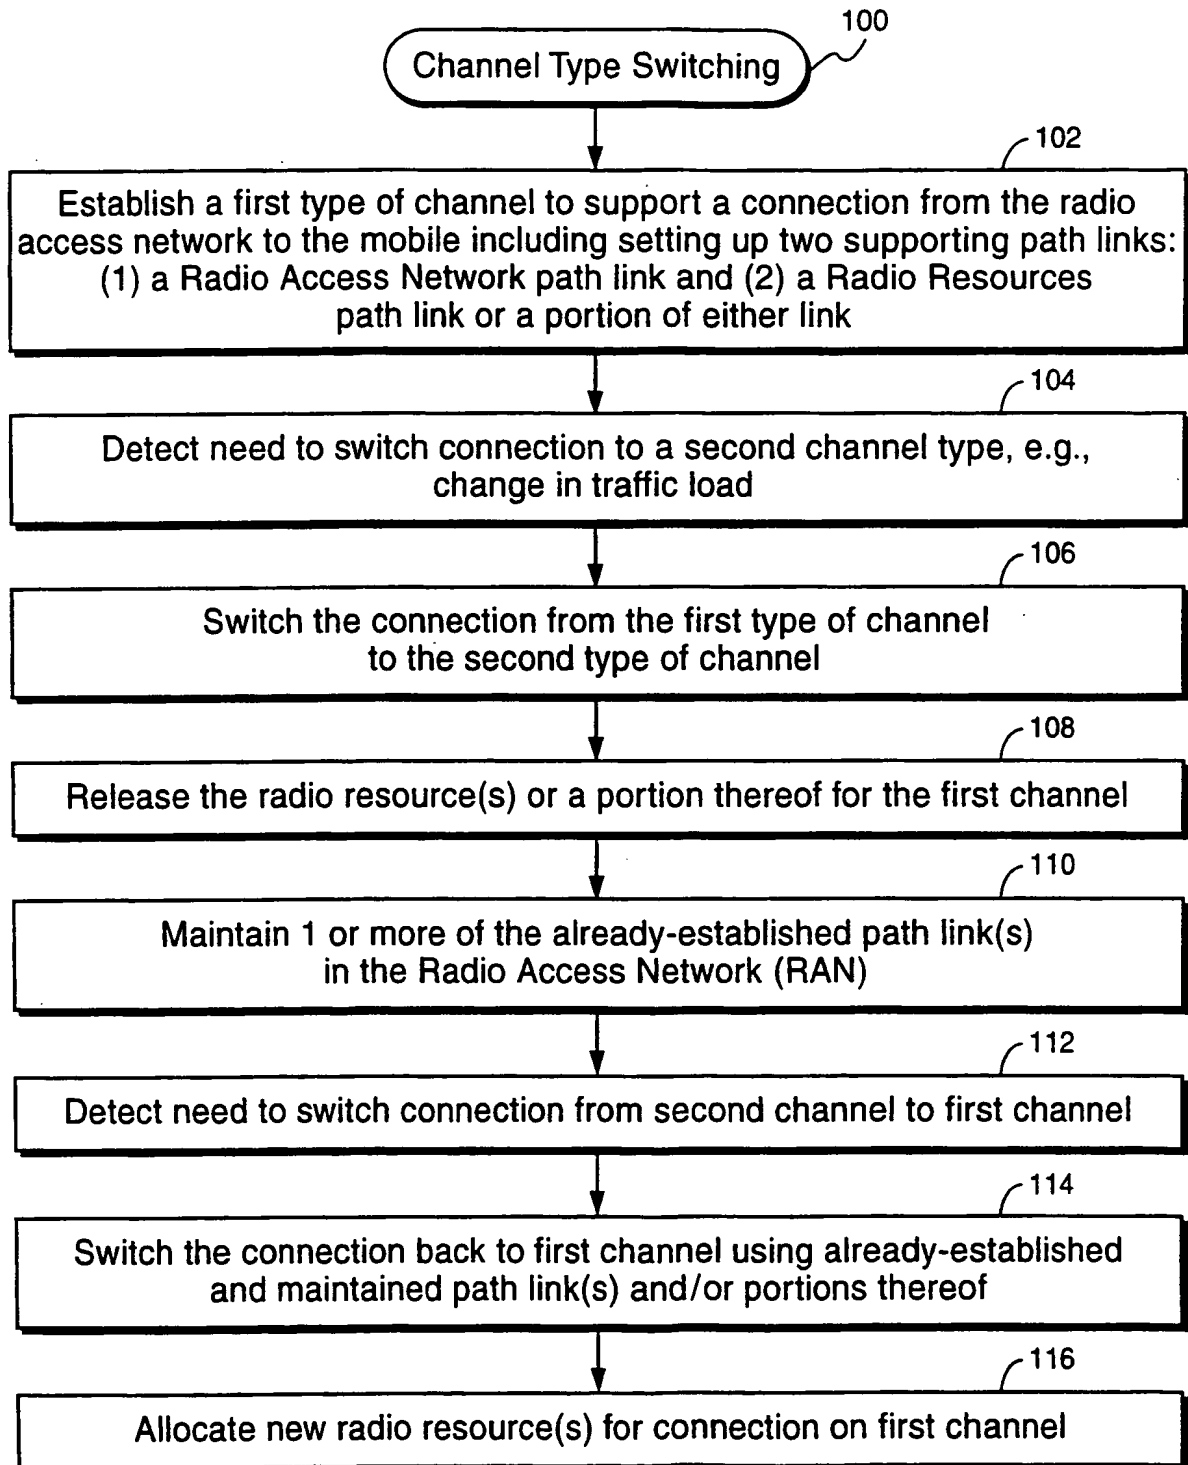 100
Channel Type Switching
102
Establish a first type of channel to support a connection from the radio
access network to the mobile including setting up two supporting path links:
(1) a Radio Access Network path link and (2) a Radio Resources
path link or a portion of either link
104
Detect need to switch connection to a second channel type, e.g.,
change in traffic load
106
Switch the connection from the first type of channel
to the second type of channel
108
Release the radio resource(s) or a portion thereof for the first channel
110
Maintain 1 or more of the already-established path link(s)
in the Radio Access Network (RAN)
112
Detect need to switch connection from second channel to first channel
114
Switch the connection back to first channel using already-established
and maintained path link(s) and/or portions thereof
116
Allocate new radio resource(s) for connection on first channel